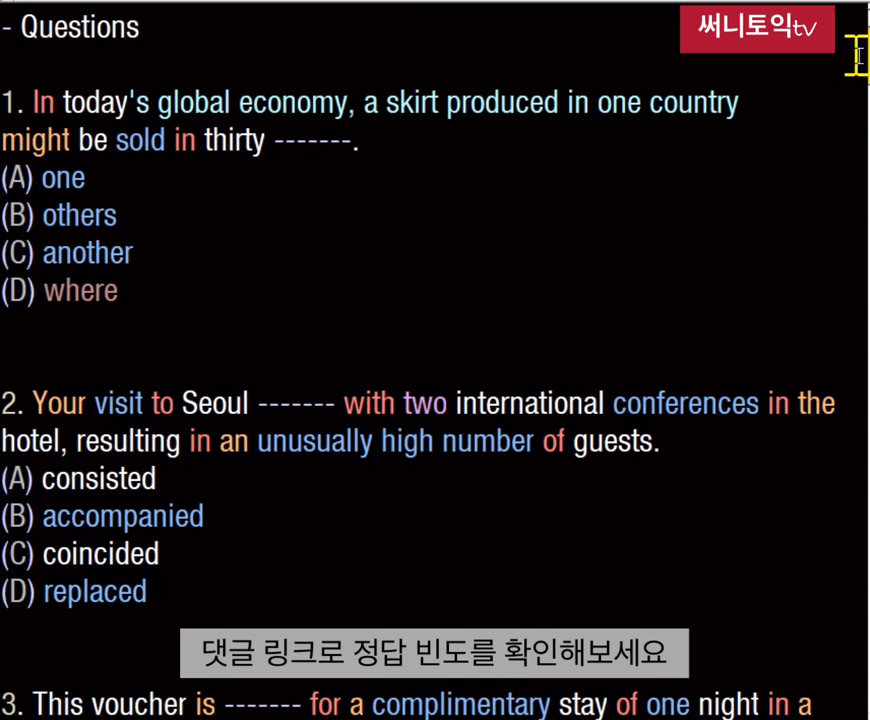 - Questions
써니토익tv
1. In today's global economy, a skirt produced in one country
might be sold in thirty -------.
(A) one
(B) others
(C) another
(D) where
2. Your visit to Seoul ------- with two international conferences in the
hotel, resulting in an unusually high number of guests.
(A) consisted
(B) accompanied
(C) coincided
(D) replaced
댓글 링크로 정답 빈도를 확인해보세요
3. This voucher is ------- for a complimentary stay of one night in a